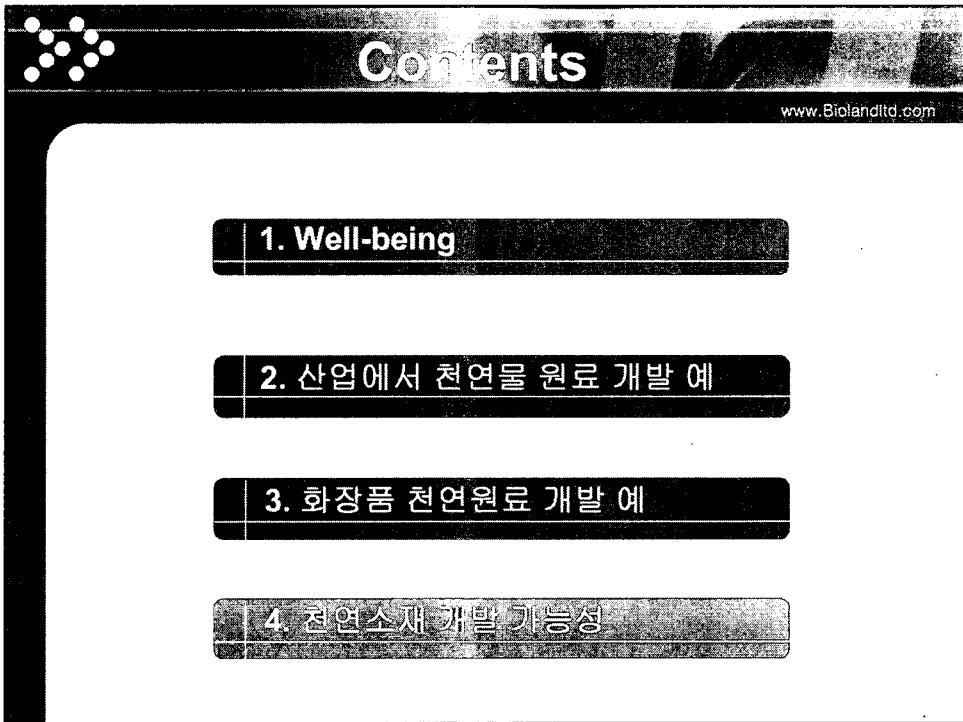 Contents
www.Biolandltd.com
1. Well-being
2. 산업에서 천연물 원료 개발 예
3. 화장품 천연원료 개발 예
4. 천연소재 개발 가능성